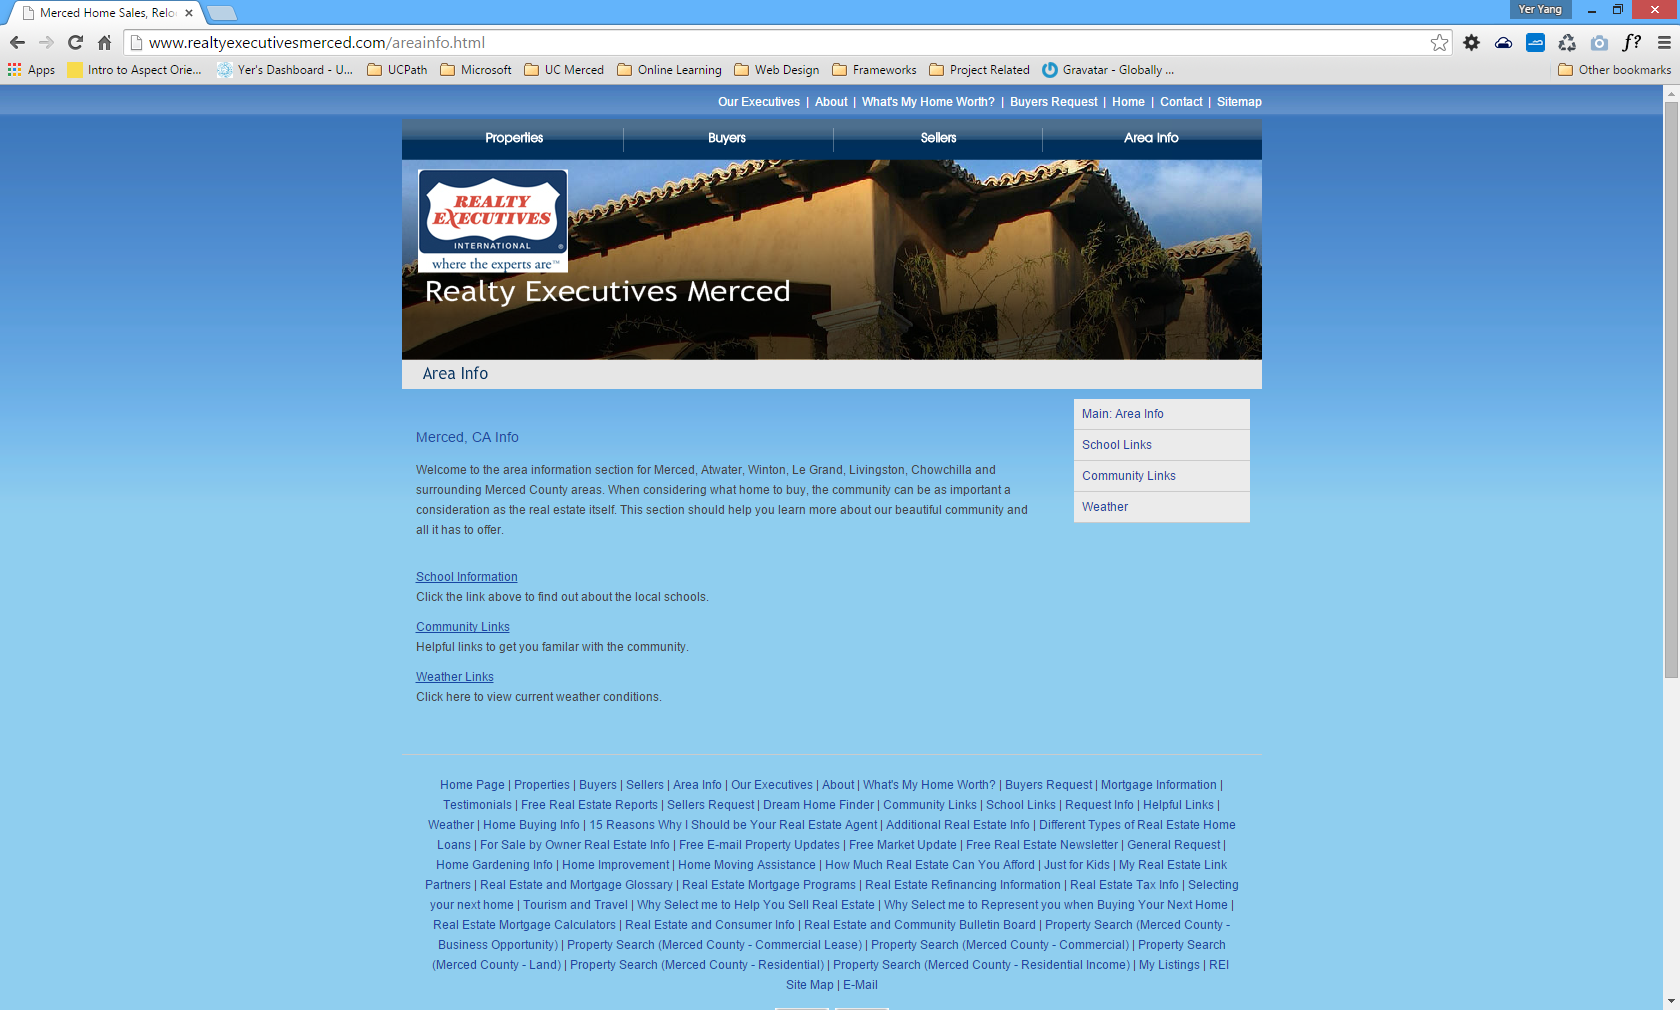 Merced Home Sales, Relo
Yer Yang
www.realtyexecutivesmerced.com/areainfo.html
f?
Apps Intro to Aspect Orie... Yer's Dashboard - U... UCPath Microsoft UC Merced Online Learning Web Design Frameworks Project Related Gravatar - Globally ... Other bookmarks
Our Executives | About | What's My Home Worth? | Buyers Request | Home | Contact | Sitemap
Properties Buyers Sellers Area Info
REALTY
EXECUTIVES
INTERNATIONAL ®
where the experts are™
Realty Executives Merced
Area Info
Main: Area Info
School Links
Community Links
Weather
Merced, CA Info
Welcome to the area information section for Merced, Atwater, Winton, Le Grand, Livingston, Chowchilla and
surrounding Merced County areas. When considering what home to buy, the community can be as important a
consideration as the real estate itself. This section should help you learn more about our beautiful community and
all it has to offer.
School Information
Click the link above to find out about the local schools.
Community Links
Helpful links to get you familar with the community.
Weather Links
Click here to view current weather conditions.
Home Page | Properties | Buyers | Sellers | Area Info | Our Executives | About | What's My Home Worth? | Buyers Request | Mortgage Information |
Testimonials | Free Real Estate Reports | Sellers Request | Dream Home Finder | Community Links | School Links | Request Info | Helpful Links |
Weather | Home Buying Info | 15 Reasons Why I Should be Your Real Estate Agent | Additional Real Estate Info | Different Types of Real Estate Home
Loans | For Sale by Owner Real Estate Info | Free E-mail Property Updates | Free Market Update | Free Real Estate Newsletter | General Request |
Home Gardening Info | Home Improvement | Home Moving Assistance | How Much Real Estate Can You Afford | Just for Kids | My Real Estate Link
Partners | Real Estate and Mortgage Glossary | Real Estate Mortgage Programs | Real Estate Refinancing Information | Real Estate Tax Info | Selecting
your next home | Tourism and Travel | Why Select me to Help You Sell Real Estate | Why Select me to Represent you when Buying Your Next Home |
Real Estate Mortgage Calculators | Real Estate and Consumer Info | Real Estate and Community Bulletin Board | Property Search (Merced County -
Business Opportunity) | Property Search (Merced County - Commercial Lease) | Property Search (Merced County - Commercial) | Property Search
(Merced County - Land) | Property Search (Merced County - Residential) | Property Search (Merced County - Residential Income) | My Listings | REI
Site Map | E-Mail